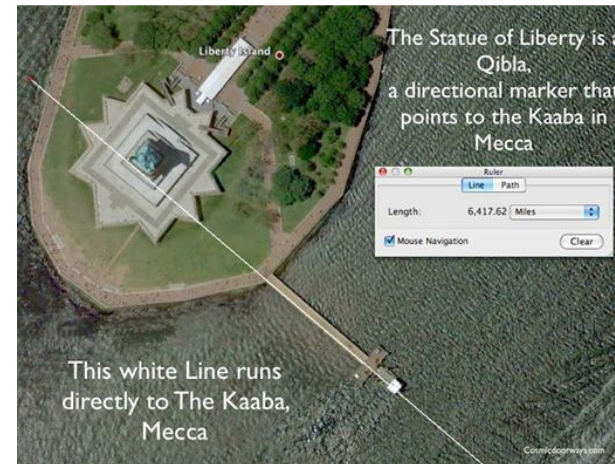 Liberty Island
The Statue of Liberty is a
Qibla,
a directional marker that
points to the Kaaba in
Mecca
Ruler
Line Path
Length: 6,417.62 Miles
Mouse Navigation Clear
This white Line runs
directly to The Kaaba,
Mecca
Cosmicdoorways.com